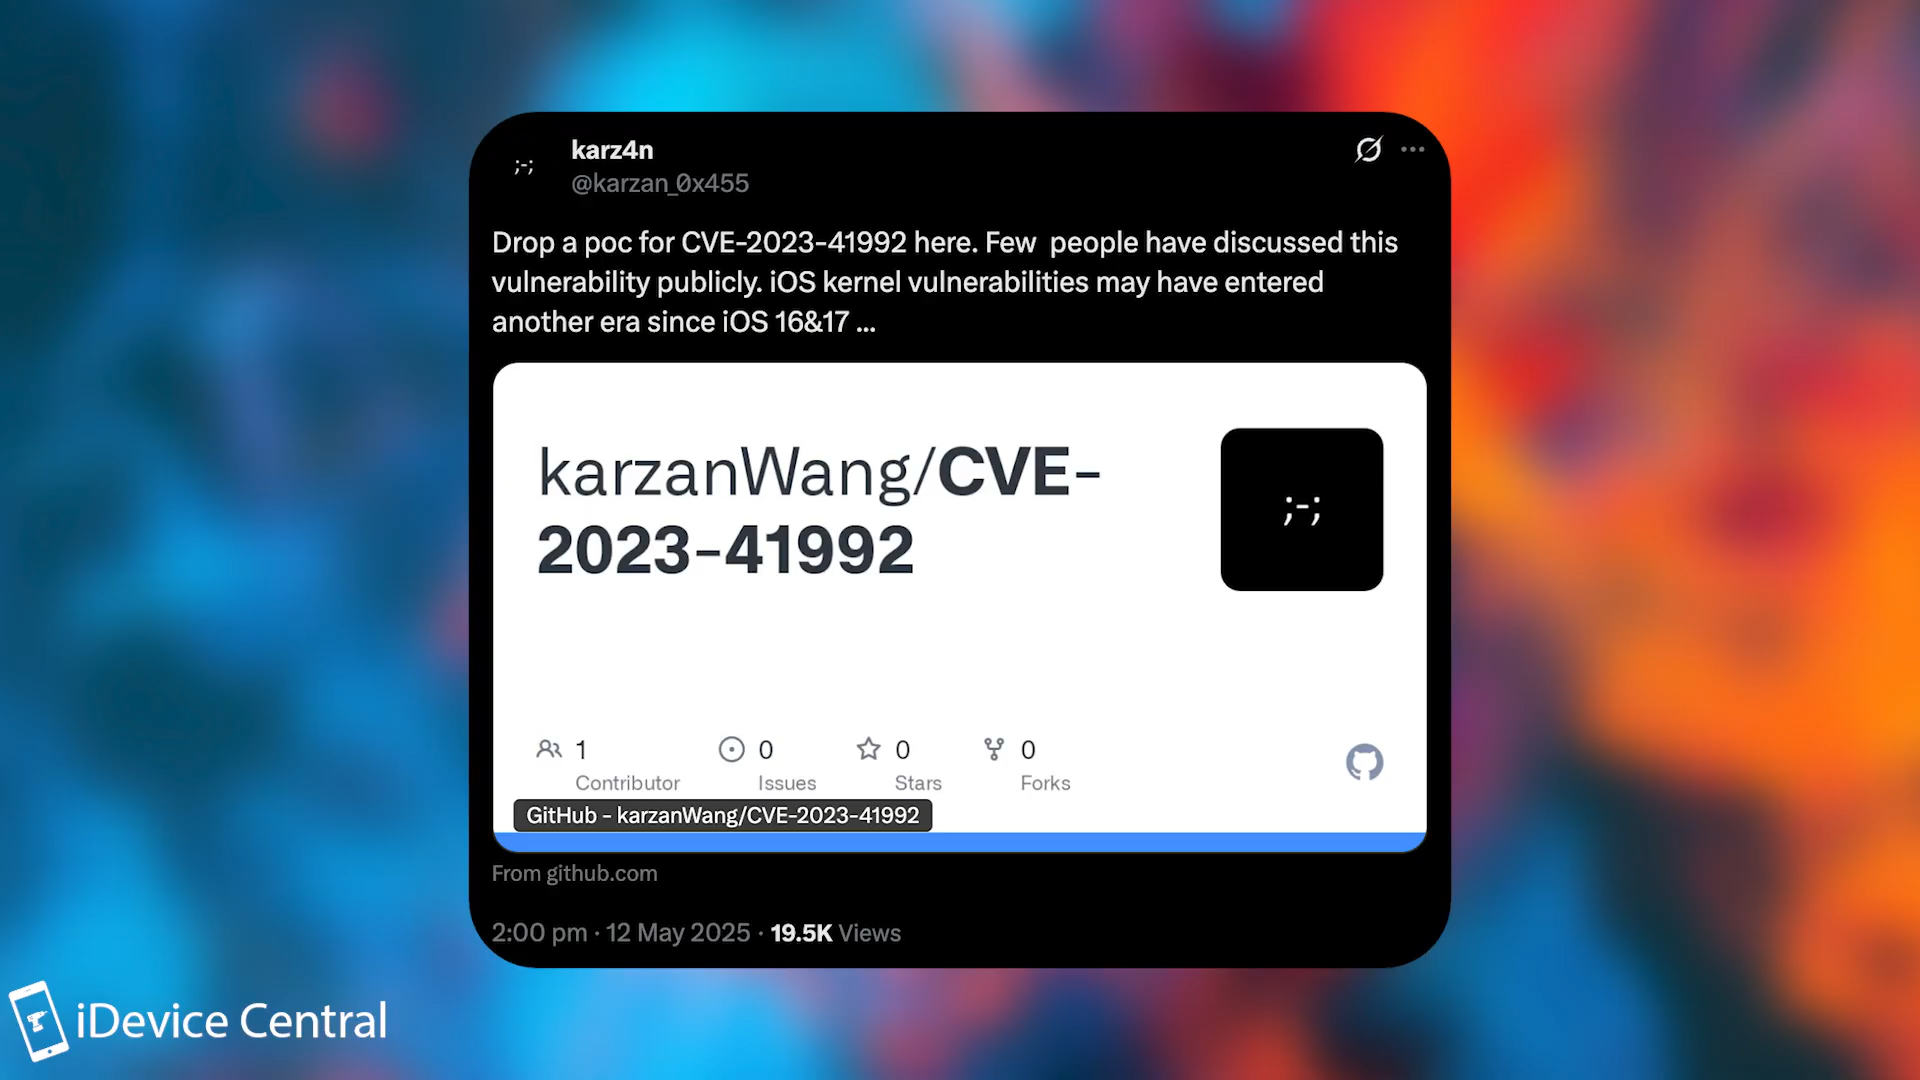 karz4n
@karzan_0x455
Drop a poc for CVE-2023-41992 here. Few  people have discussed this
vulnerability publicly. iOS kernel vulnerabilities may have entered
another era since iOS 16&17 ...
karzanWang/CVE-
2023-41992
;-;
;-;
1 Contributor
0 Issues
0 Stars
0 Forks
GitHub - karzanWang/CVE-2023-41992
From github.com
2:00 pm · 12 May 2025 · 19.5K Views
iDevice Central